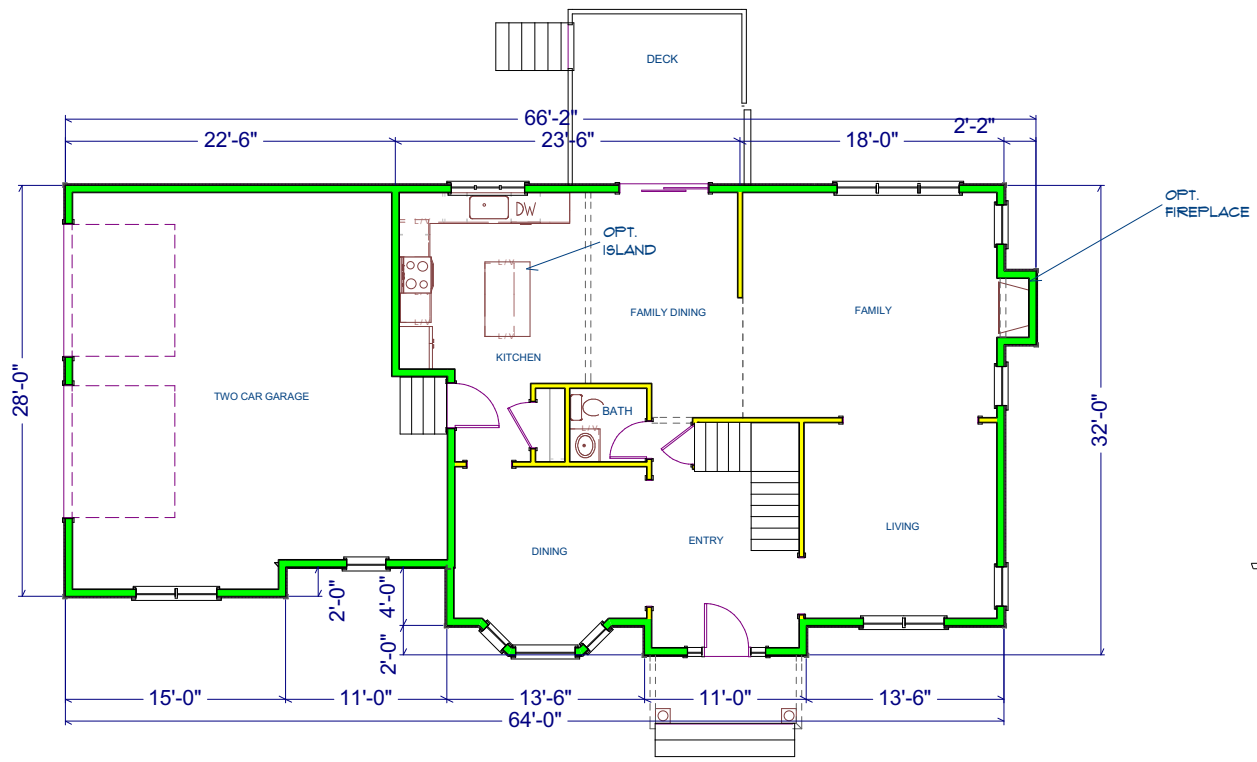 DECK
66'-2"
22'-6"
23'-6"
18'-0"
2'-2"
OPT.
FIREPLACE
DW
OPT.
ISLAND
L/V
L/V
L/V
L/V
FAMILY DINING
FAMILY
KITCHEN
28'-0"
TWO CAR GARAGE
BATH
L/V
32'-0"
DINING
ENTRY
LIVING
2'-0"
4'-0"
2'-0"
15'-0"
11'-0"
13'-6"
11'-0"
13'-6"
64'-0"